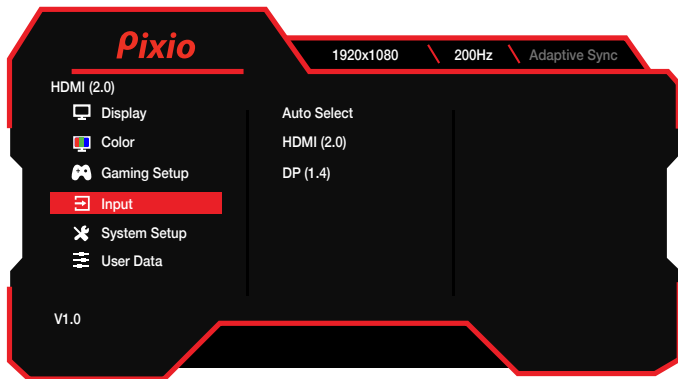 Pixio
1920x1080 \ 200Hz \ Adaptive Sync
HDMI (2.0)
Display
Color
Gaming Setup
Input
System Setup
User Data
Auto Select
HDMI (2.0)
DP (1.4)
V1.0